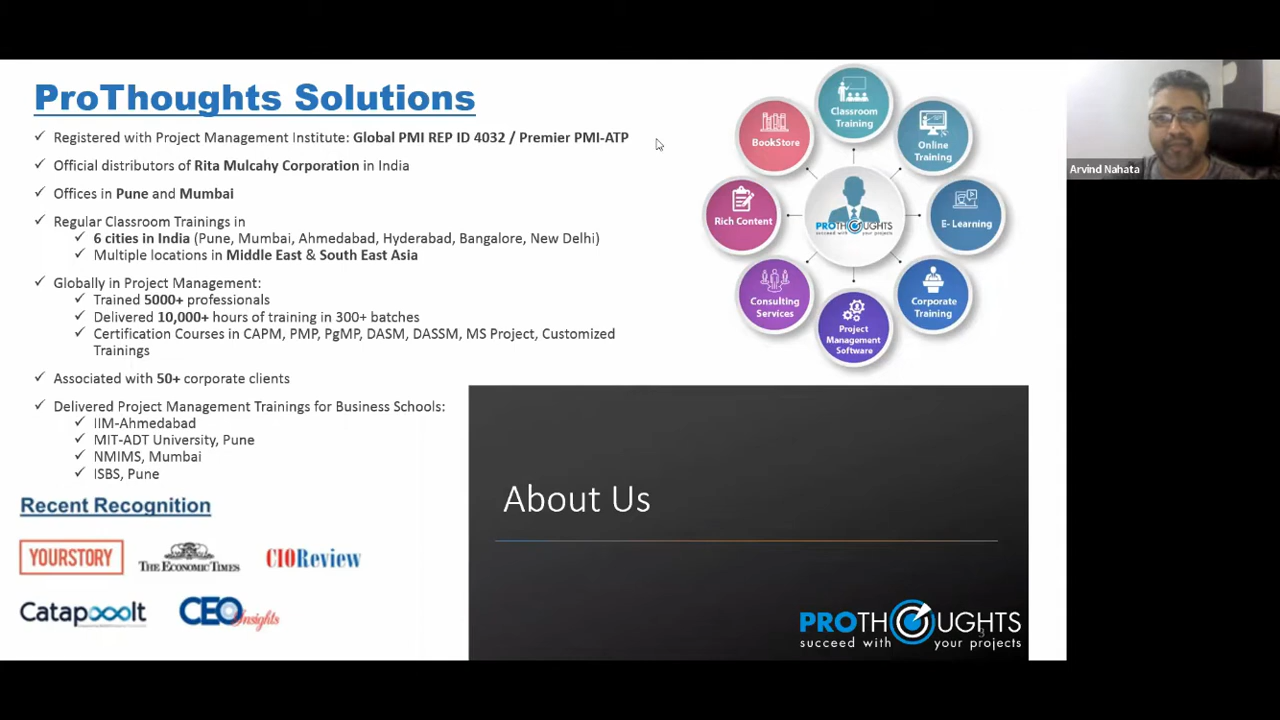 ProThoughts Solutions
✓ Registered with Project Management Institute: Global PMI REP ID 4032 / Premier PMI-ATP
✓ Official distributors of Rita Mulcahy Corporation in India
✓ Offices in Pune and Mumbai
✓ Regular Classroom Trainings in
✓ 6 cities in India (Pune, Mumbai, Ahmedabad, Hyderabad, Bangalore, New Delhi)
✓ Multiple locations in Middle East & South East Asia
✓ Globally in Project Management:
✓ Trained 5000+ professionals
✓ Delivered 10,000+ hours of training in 300+ batches
✓ Certification Courses in CAPM, PMP, PgMP, DASM, DASSM, MS Project, Customized
Trainings
✓ Associated with 50+ corporate clients
✓ Delivered Project Management Trainings for Business Schools:
✓ IIM-Ahmedabad
✓ MIT-ADT University, Pune
✓ NMIMS, Mumbai
✓ ISBS, Pune
Recent Recognition
YOURSTORY
THE ECONOMIC TIMES
CIOReview
Catapooolt
CEO Insights
Classroom
Training
Online
Training
E- Learning
Corporate
Training
Project
Management
Software
Consulting
Services
Rich Content
BookStore
PROTHOUGHTS
succeed with your projects
About Us
PROTHOUGHTS
succeed with your projects
3
Arvind Nahata